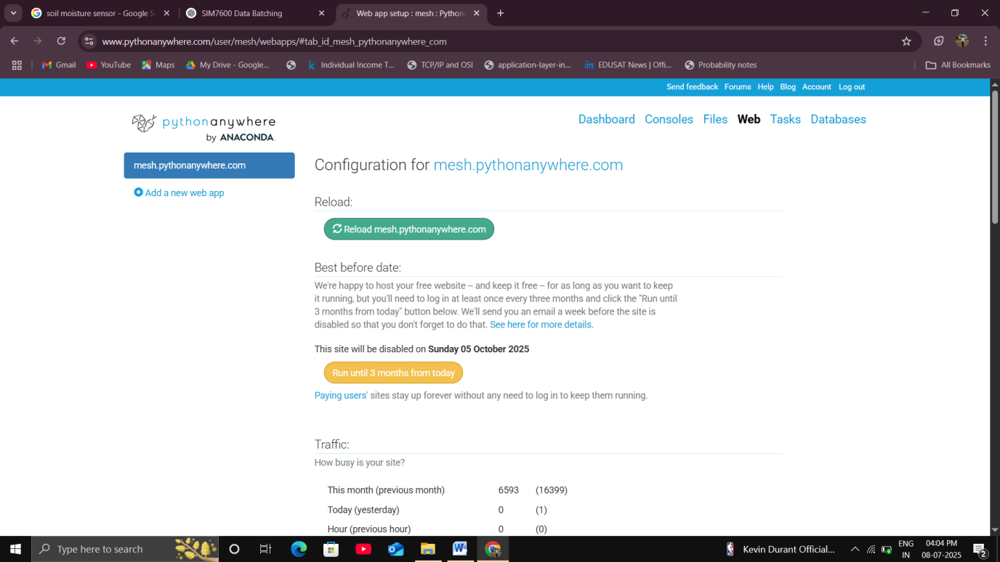 soil moisture sensor - Google S
SIM7600 Data Batching
Web app setup : mesh : Python
www.pythonanywhere.com/user/mesh/webapps/#tab_id_mesh_pythonanywhere_com
Gmail
YouTube
Maps
My Drive - Google...
Individual Income T...
TCP/IP and OSI
application-layer-in...
EDUSAT News | Offi...
Probability notes
All Bookmarks
Send feedback Forums Help Blog Account Log out
pythonanywhere
by ANACONDA.
Dashboard Consoles Files Web Tasks Databases
mesh.pythonanywhere.com
Add a new web app
Configuration for mesh.pythonanywhere.com
Reload:
Reload mesh.pythonanywhere.com
Best before date:
We're happy to host your free website -- and keep it free -- for as long as you want to keep
it running, but you'll need to log in at least once every three months and click the "Run until
3 months from today" button below. We'll send you an email a week before the site is
disabled so that you don't forget to do that. See here for more details.
This site will be disabled on Sunday 05 October 2025
Run until 3 months from today
Paying users' sites stay up forever without any need to log in to keep them running.
Traffic:
How busy is your site?
This month (previous month) 6593 (16399)
Today (yesterday) 0 (1)
Hour (previous hour) 0 (0)
Type here to search
Kevin Durant Official...
ENG
IN
04:04 PM
08-07-2025
2